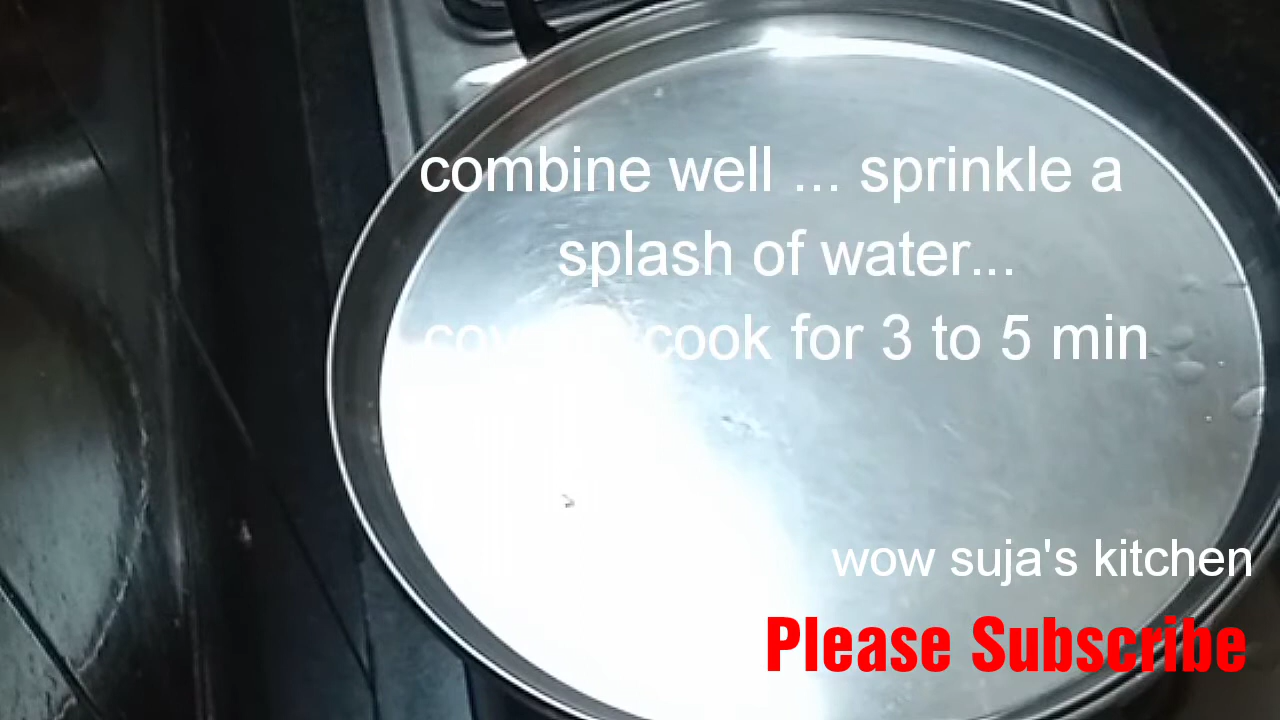 combine well ... sprinkle a
splash of water...
cook for 3 to 5 min
wow suja's kitchen
Please Subscribe